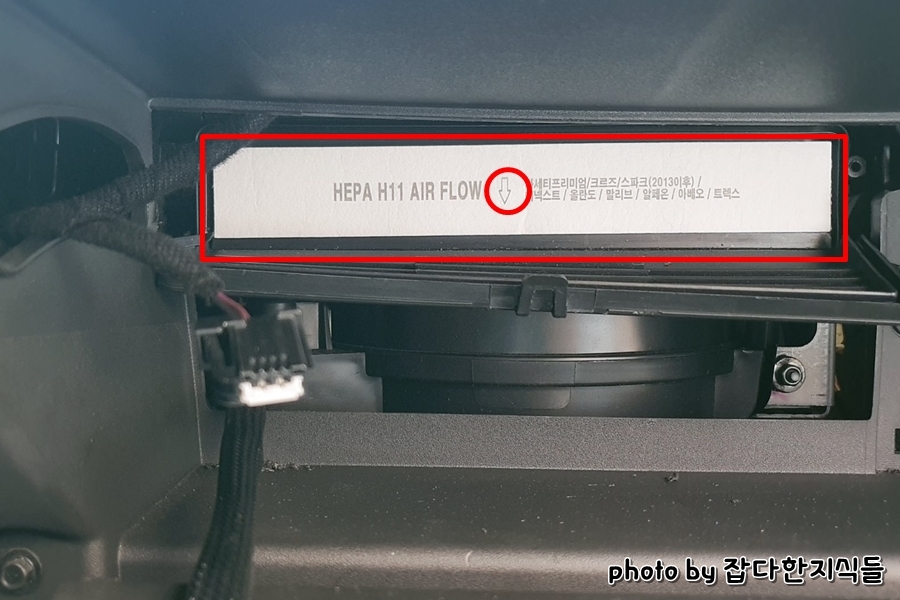 HEPA H11 AIR FLOW
세티프리미엄/크루즈/스파크(2013이후) /
넥스트 / 올란도 / 말리브 / 알페온 / 아베오 / 트랙스
photo by 잡다한지식들